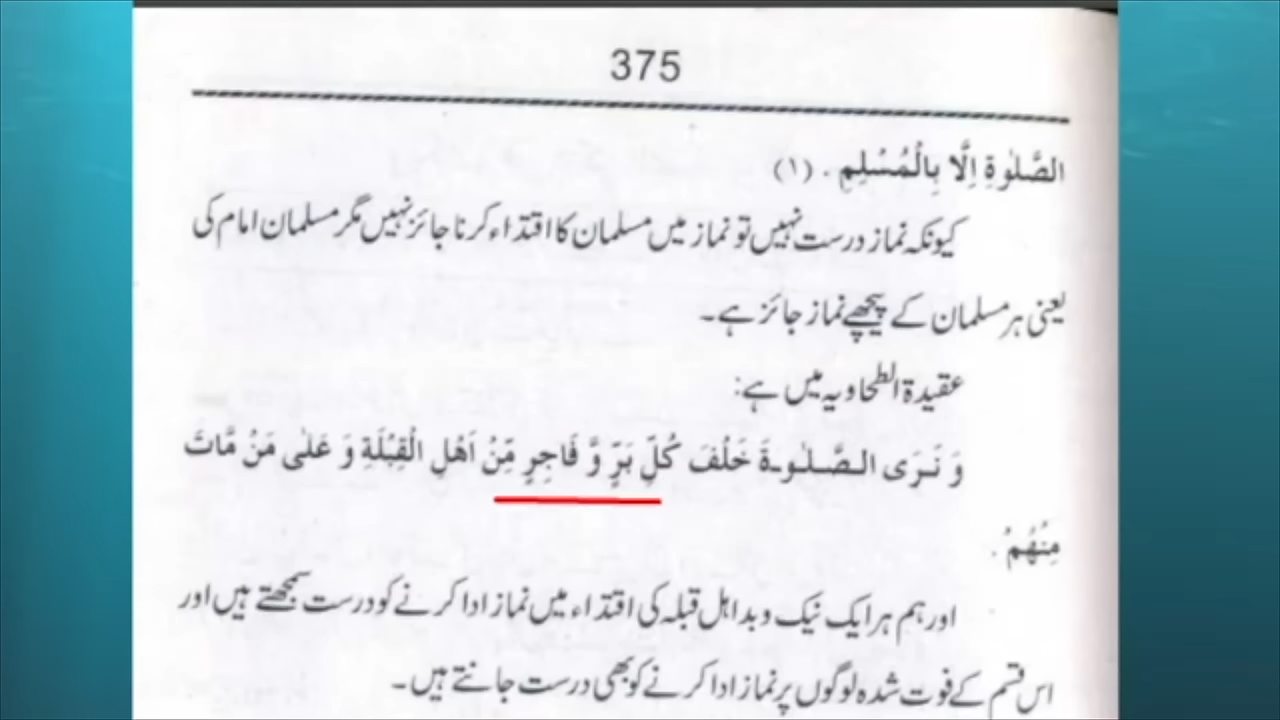 375
الصَّلٰوةِ اِلَّا بِالْمُسْلِمِ . (۱)
کیونکہ نماز درست نہیں تو نماز میں مسلمان کا اقتداء کرنا جائز نہیں مگر مسلمان امام کی
یعنی ہر مسلمان کے پیچھے نماز جائز ہے۔
عقیدۃ الطحاویہ میں ہے:
وَ نَرَى الصَّلٰوةَ خَلْفَ كُلِّ بَرٍّ وَّ فَاجِرٍ مِّنْ اَهْلِ الْقِبْلَةِ وَ عَلٰى مَنْ مَّاتَ
مِنْهُمْ .
اور ہم ہر ایک نیک و بد اہل قبلہ کی اقتداء میں نماز ادا کرنے کو درست سمجھتے ہیں اور
اس قسم کے فوت شدہ لوگوں پر نماز ادا کرنے کو بھی درست جانتے ہیں۔